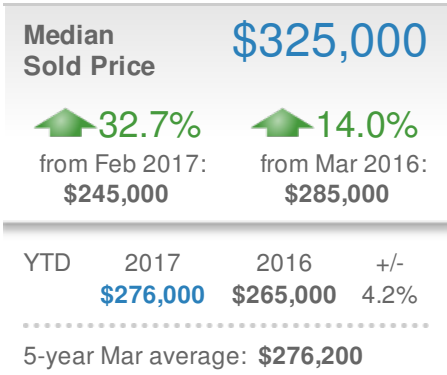 Median
Sold Price
$325,000
32.7%
from Feb 2017:
$245,000
14.0%
from Mar 2016:
$285,000
YTD 2017 2016 +/-
$276,000 $265,000 4.2%
5-year Mar average: $276,200